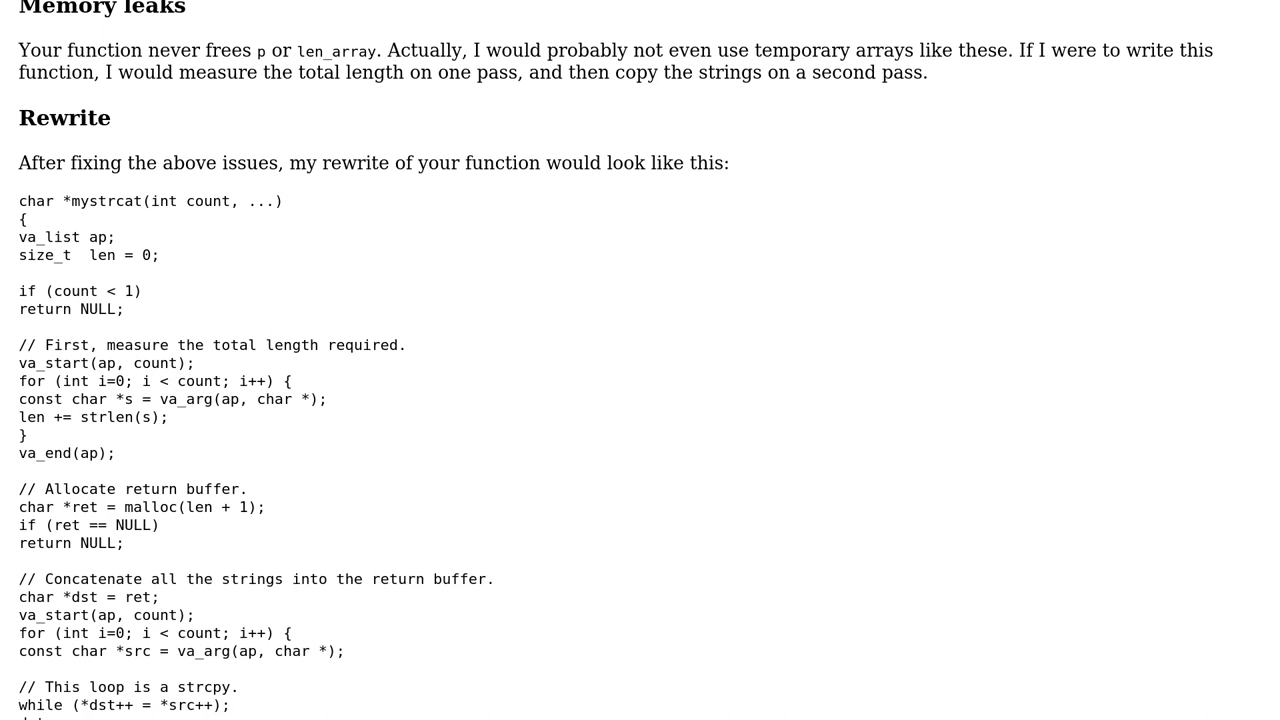 Memory leaks
Your function never frees p or len_array. Actually, I would probably not even use temporary arrays like these. If I were to write this
function, I would measure the total length on one pass, and then copy the strings on a second pass.
Rewrite
After fixing the above issues, my rewrite of your function would look like this:
char *mystrcat(int count, ...)
{
va_list ap;
size_t  len = 0;
if (count < 1)
return NULL;
// First, measure the total length required.
va_start(ap, count);
for (int i=0; i < count; i++) {
const char *s = va_arg(ap, char *);
len += strlen(s);
}
va_end(ap);
// Allocate return buffer.
char *ret = malloc(len + 1);
if (ret == NULL)
return NULL;
// Concatenate all the strings into the return buffer.
char *dst = ret;
va_start(ap, count);
for (int i=0; i < count; i++) {
const char *src = va_arg(ap, char *);
// This loop is a strcpy.
while (*dst++ = *src++);